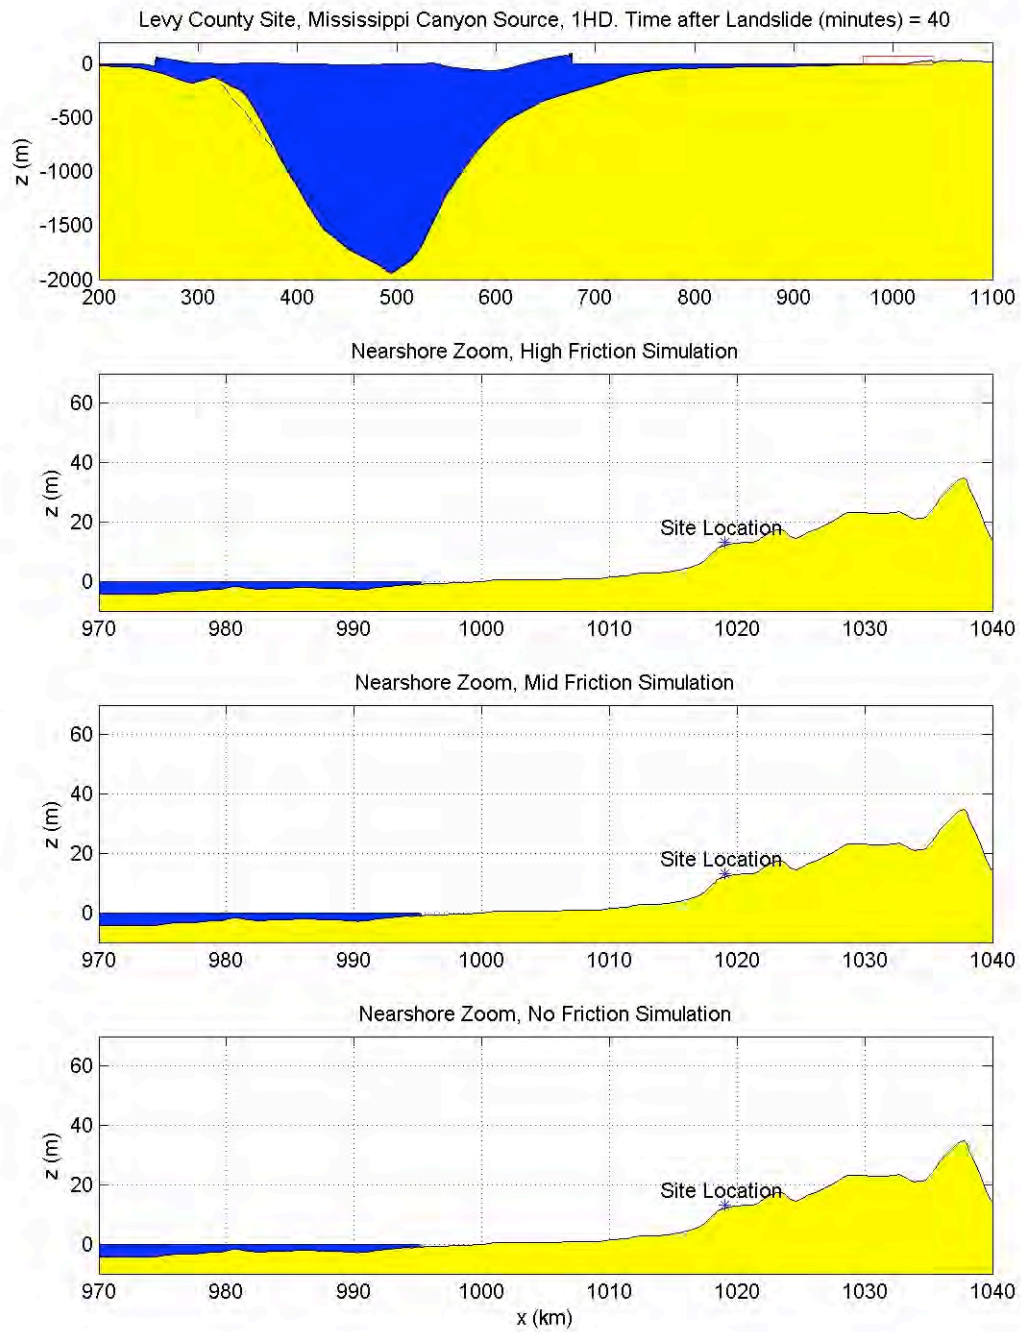 Levy County Site, Mississippi Canyon Source, 1HD. Time after Landslide (minutes) = 40
0
-500
-1000
-1500
-2000
z (m)
200 300 400 500 600 700 800 900 1000 1100
Nearshore Zoom, High Friction Simulation
60
40
20
0
z (m)
Site Location
970 980 990 1000 1010 1020 1030 1040
Nearshore Zoom, Mid Friction Simulation
60
40
20
0
z (m)
Site Location
970 980 990 1000 1010 1020 1030 1040
Nearshore Zoom, No Friction Simulation
60
40
20
0
z (m)
Site Location
970 980 990 1000 1010 1020 1030 1040
x (km)